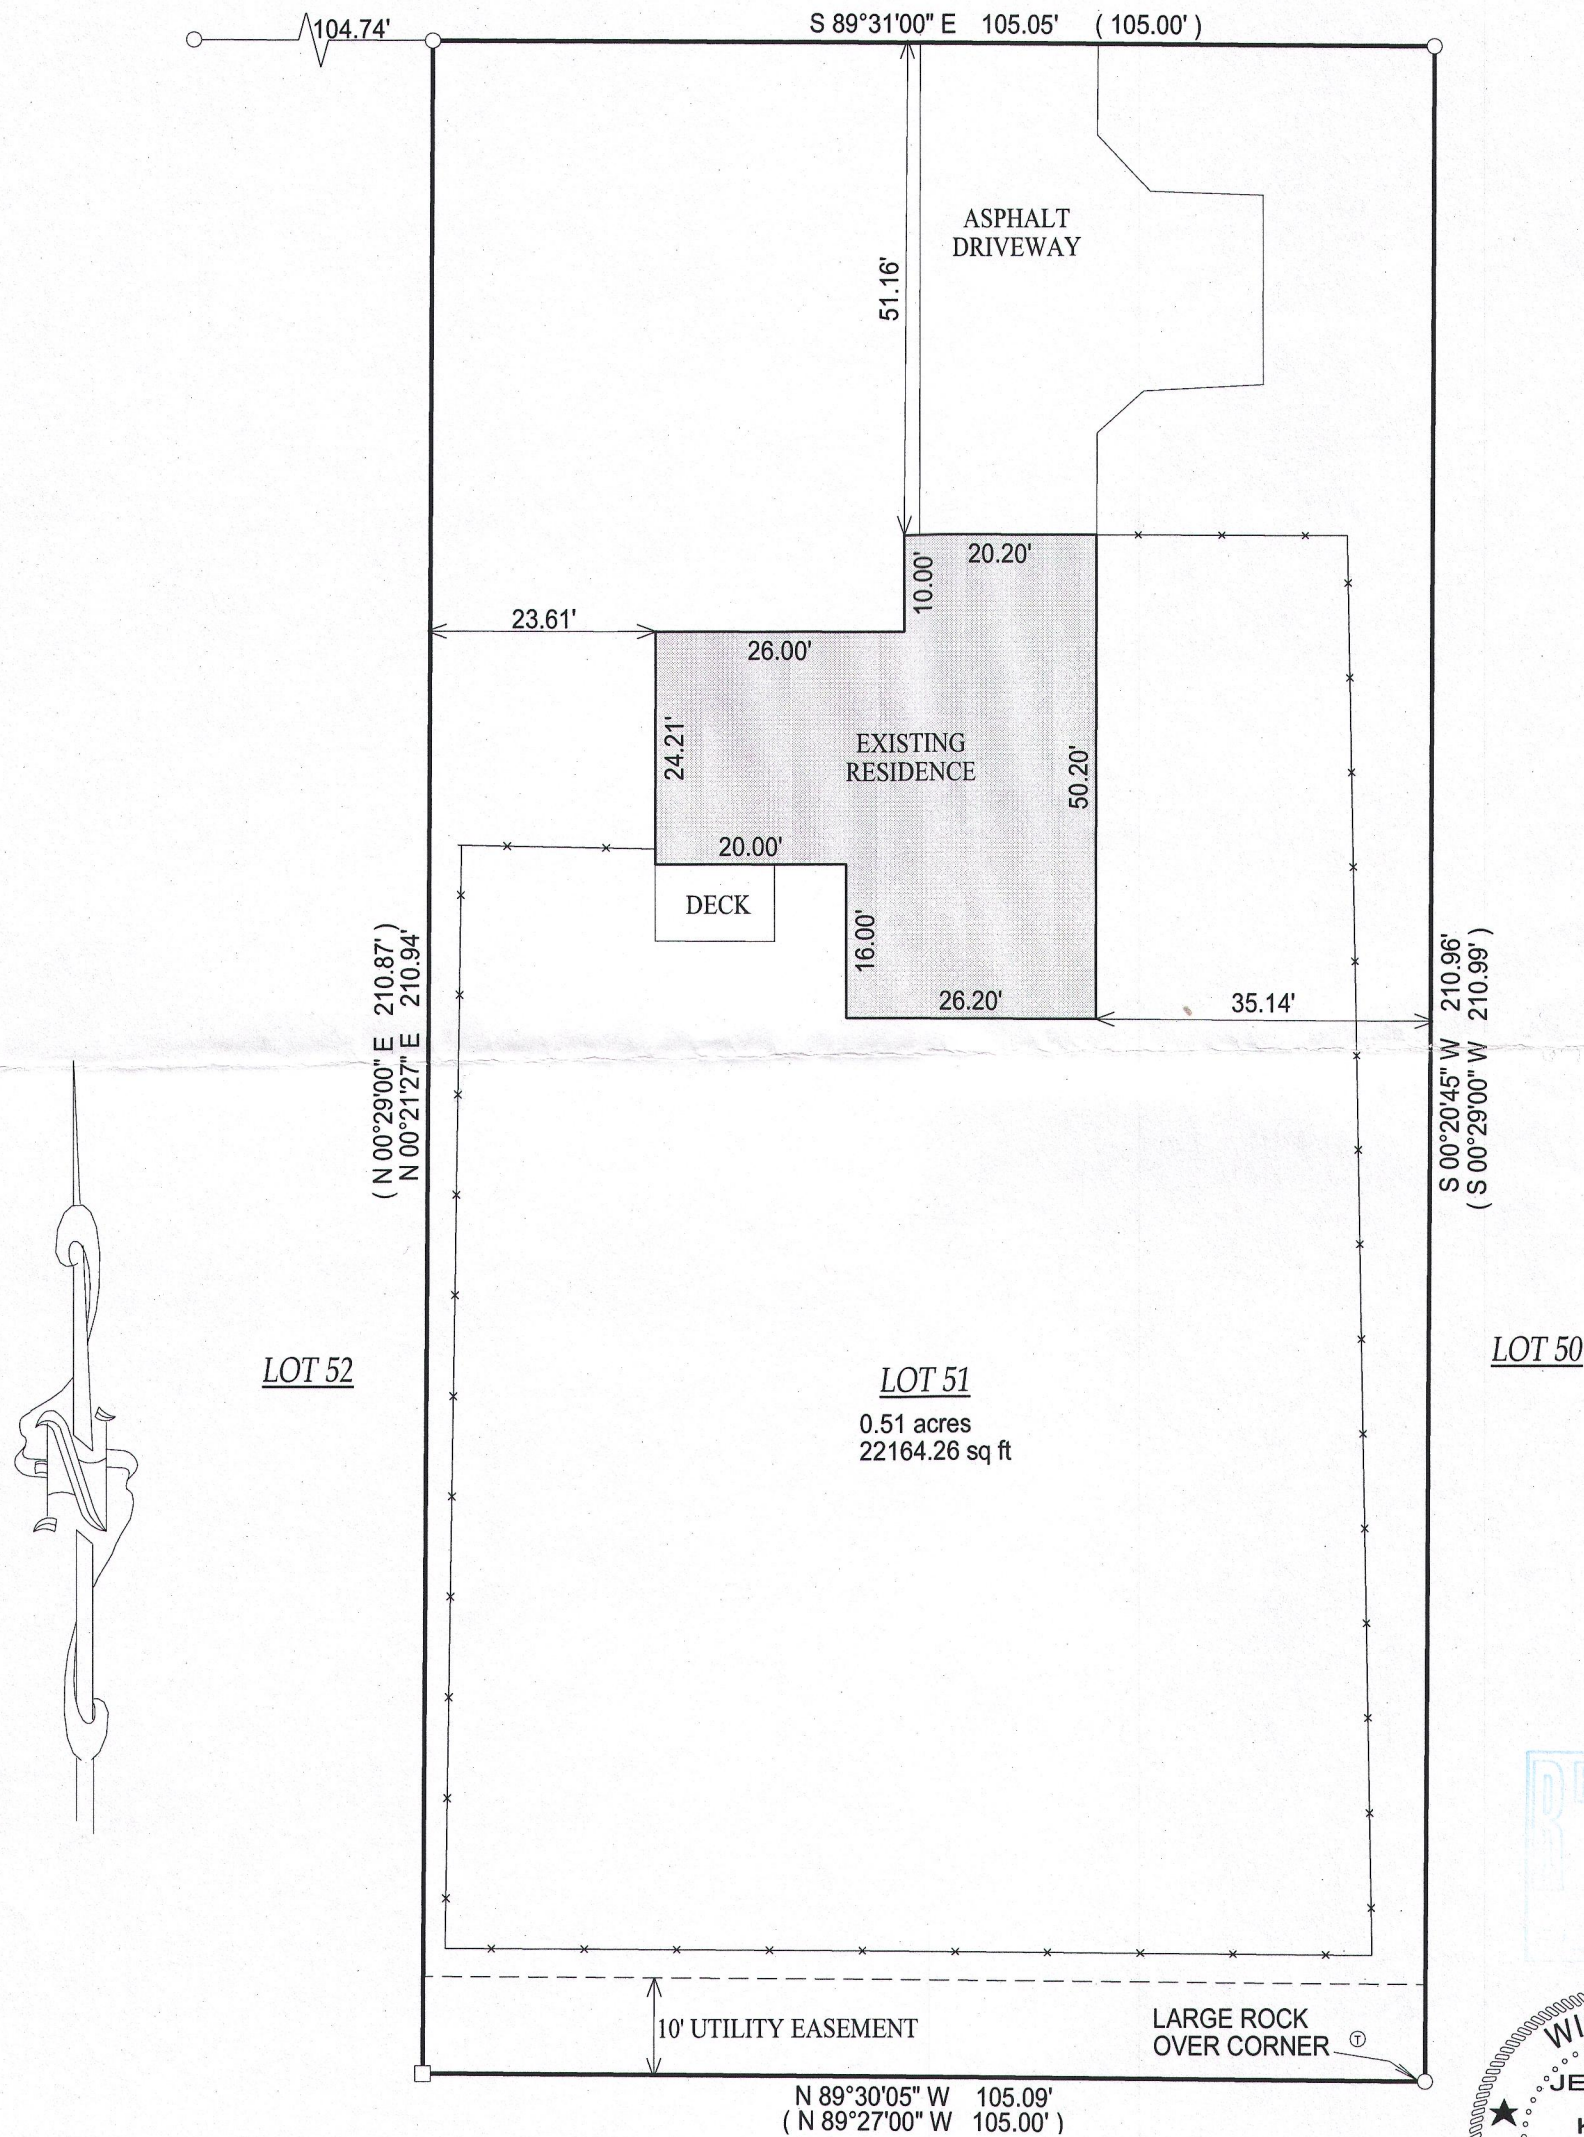 104.74'
S 89°31'00" E 105.05' ( 105.00' )
ASPHALT
DRIVEWAY
51.16'
20.20'
10.00'
23.61'
26.00'
24.21'
EXISTING
RESIDENCE
50.20'
20.00'
DECK
16.00'
26.20'
35.14'
( N 00°29'00" E 210.87' )
N 00°21'27" E 210.94'
S 00°20'45" W 210.96'
( S 00°29'00" W 210.99' )
LOT 52
LOT 51
0.51 acres
22164.26 sq ft
LOT 50
10' UTILITY EASEMENT
LARGE ROCK
OVER CORNER
T
N 89°30'05" W 105.09'
( N 89°27'00" W 105.00' )
WI
JE